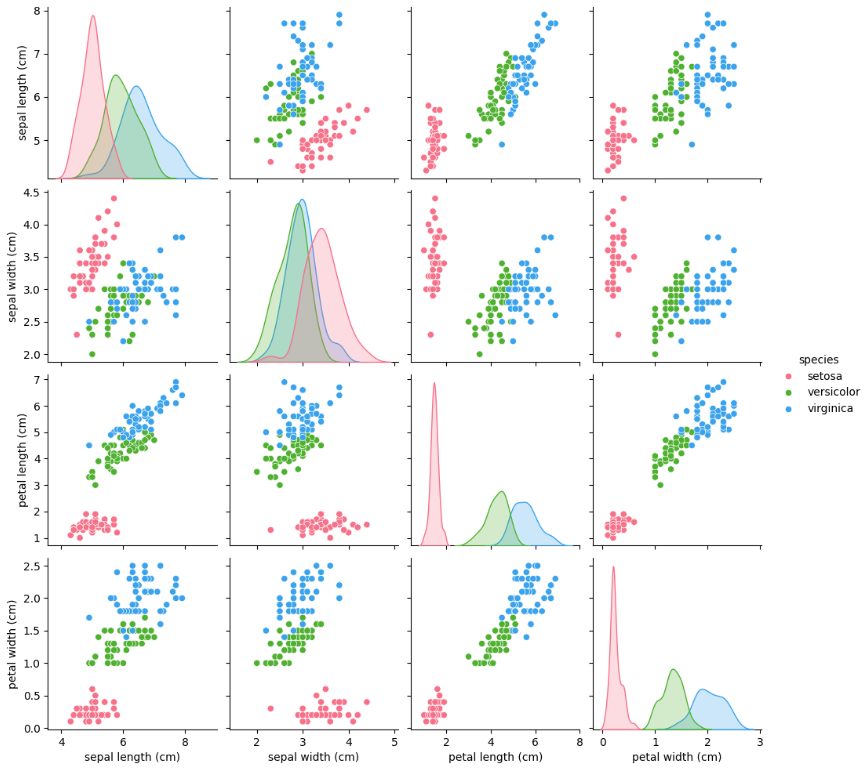 8
7
6
5
sepal length (cm)
4.5
4.0
3.5
3.0
2.5
2.0
sepal width (cm)
species
setosa
versicolor
virginica
7
6
5
4
3
2
1
petal length (cm)
2.5
2.0
1.5
1.0
0.5
0.0
petal width (cm)
4 6 8
sepal length (cm)
2 3 4 5
sepal width (cm)
2 4 6 8
petal length (cm)
0 1 2 3
petal width (cm)